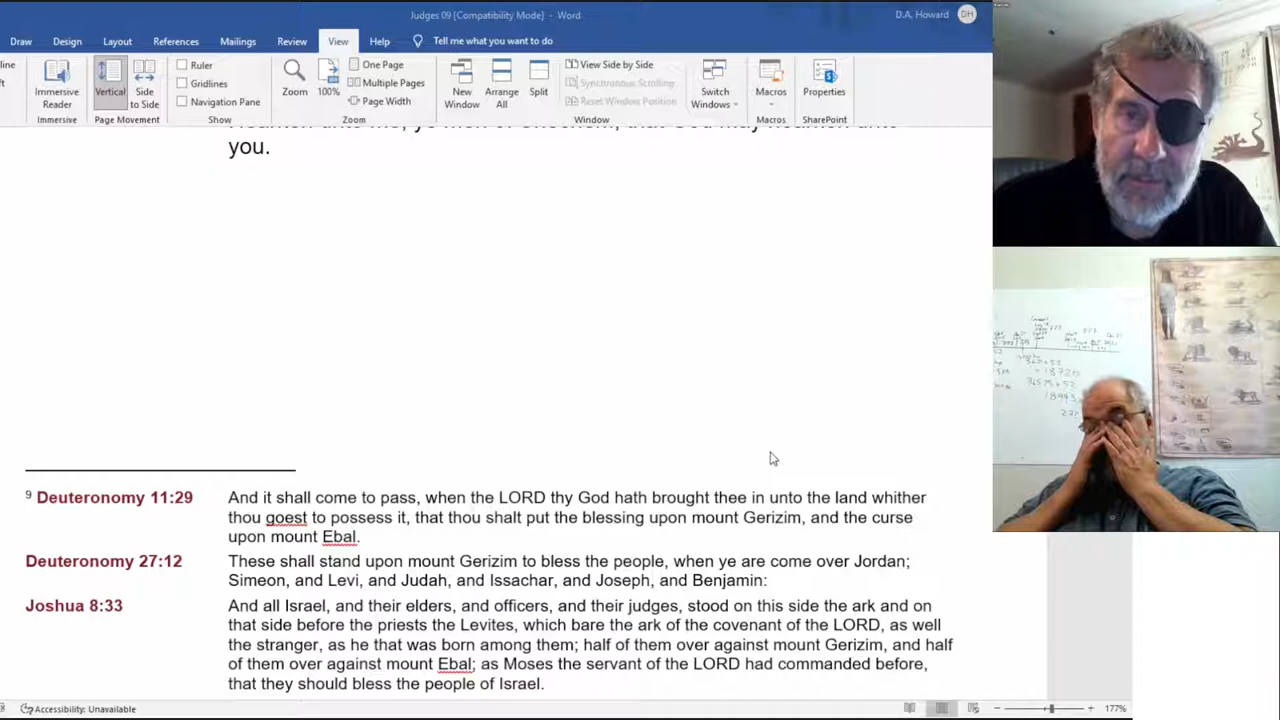 Judges 09 [Compatibility Mode] - Word
D.A. Howard
DH
Draw Design Layout References Mailings Review View Help Tell me what you want to do
Immersive Reader
Immersive
Vertical
Side to Side
Page Movement
Ruler
Gridlines
Navigation Pane
Show
Zoom
100%
One Page
Multiple Pages
Page Width
Zoom
New Window
Arrange All
Split
View Side by Side
Synchronous Scrolling
Reset Window Position
Window
Switch Windows
Macros
Macros
Properties
SharePoint
you.
9 Deuteronomy 11:29 And it shall come to pass, when the LORD thy God hath brought thee in unto the land whither
thou goest to possess it, that thou shalt put the blessing upon mount Gerizim, and the curse
upon mount Ebal.
Deuteronomy 27:12 These shall stand upon mount Gerizim to bless the people, when ye are come over Jordan;
Simeon, and Levi, and Judah, and Issachar, and Joseph, and Benjamin:
Joshua 8:33 And all Israel, and their elders, and officers, and their judges, stood on this side the ark and on
that side before the priests the Levites, which bare the ark of the covenant of the LORD, as well
the stranger, as he that was born among them; half of them over against mount Gerizim, and half
of them over against mount Ebal; as Moses the servant of the LORD had commanded before,
that they should bless the people of Israel.
Accessibility: Unavailable
177%